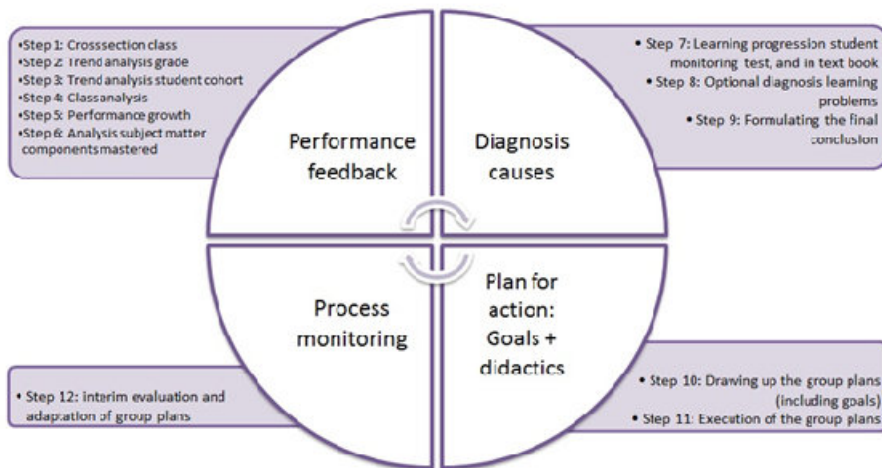 •Step 1: Crosssection class
•Step 2: Trend analysis grade
•Step 3: Trend analysis student cohort
•Step 4: Classanalysis
•Step 5: Performance growth
•Step 6: Analysis subject matter
components mastered
• Step 7: Learning progression student
monitoring test, and in text book
• Step 8: Optional diagnosis learning
problems
• Step 9: Formulating the final
conclusion
Performance
feedback
Diagnosis
causes
Process
monitoring
Plan for
action:
Goals +
didactics
• Step 12: interim evaluation and
adaptation of group plans
• Step 10: Drawing up the group plans
(including goals)
• Step 11: Execution of the group plans